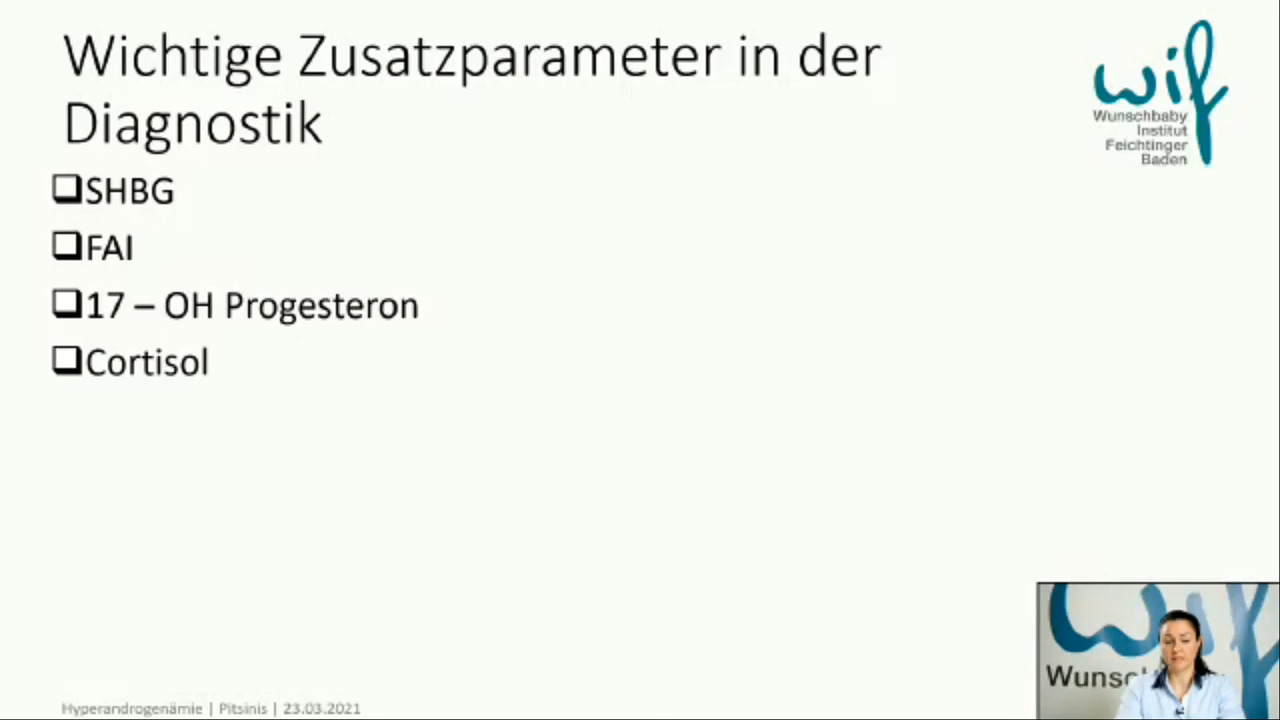 Wichtige Zusatzparameter in der
Diagnostik
wif
Wunschbaby
Institut
Feichtinger
Baden
SHBG
FAI
17 – OH Progesteron
Cortisol
Hyperandrogenämie | Pitsinis | 23.03.2021